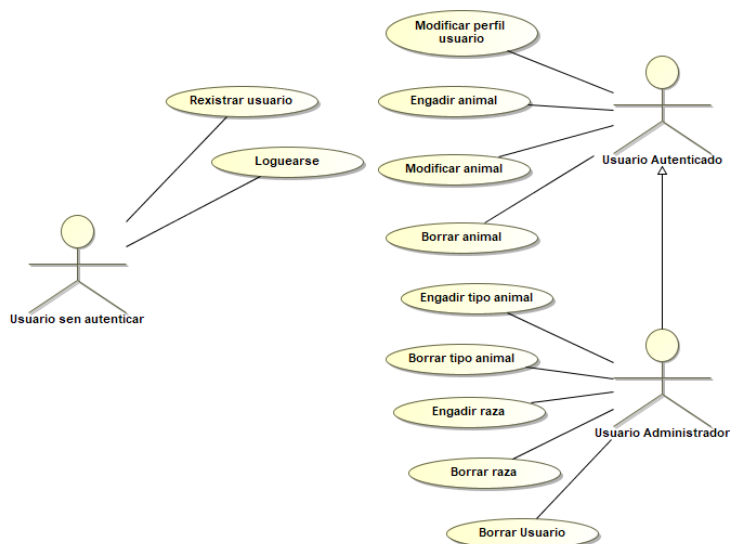 Modificar perfil
usuario
Rexistrar usuario
Engadir animal
Loguearse
Usuario Autenticado
Modificar animal
Borrar animal
Usuario sen autenticar
Engadir tipo animal
Borrar tipo animal
Engadir raza
Usuario Administrador
Borrar raza
Borrar Usuario